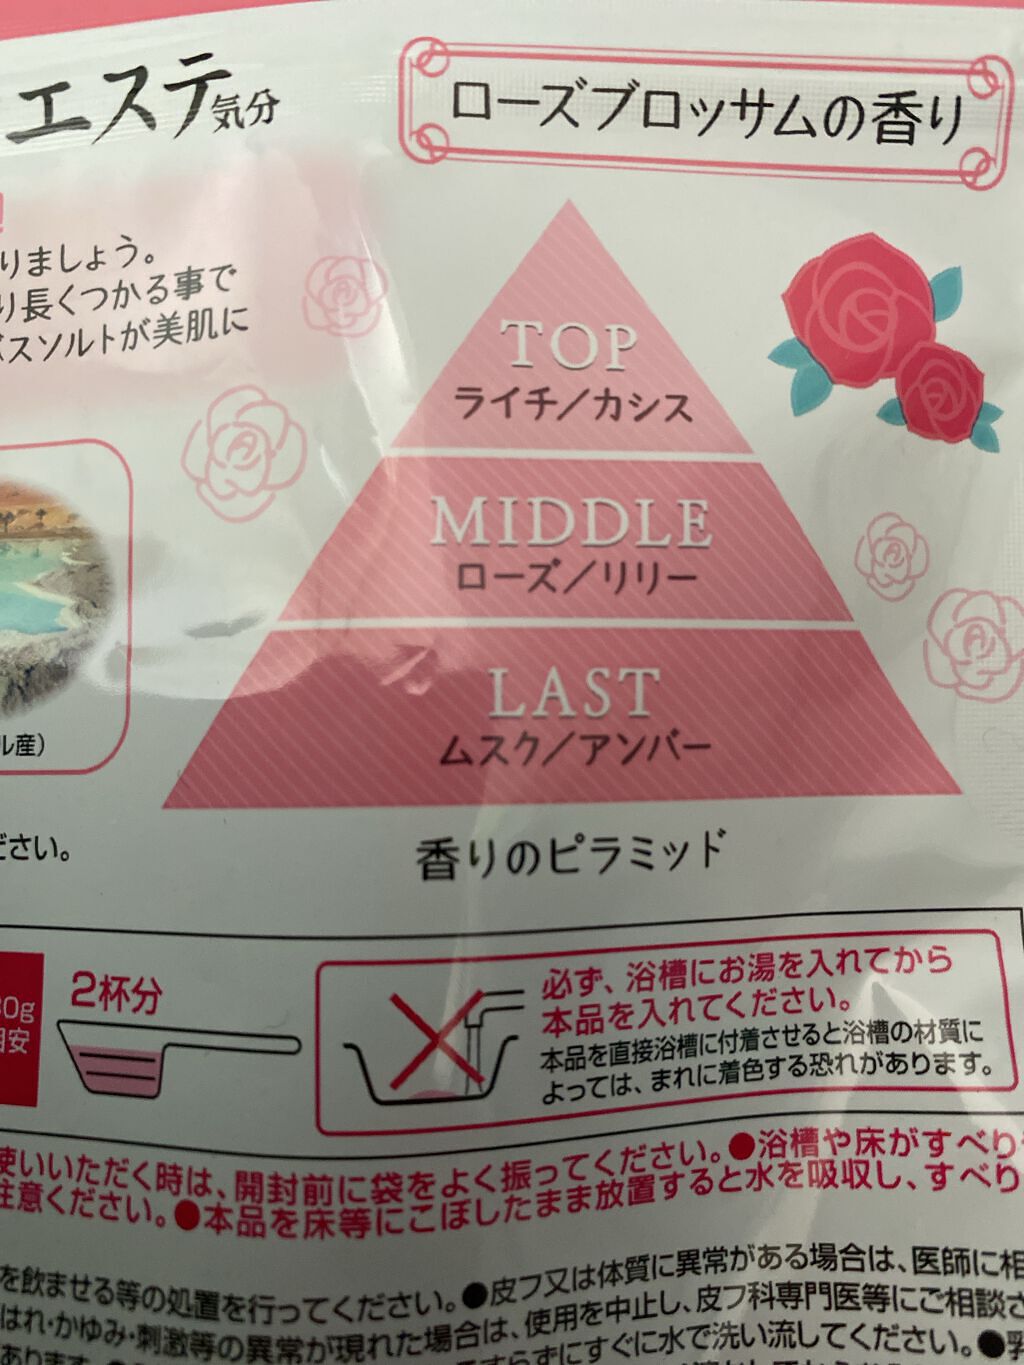 エステ気分
ローズブロッサムの香り
りましょう。
り長くつかる事で
バスソルトが美肌に
TOP
ライチ／カシス
MIDDLE
ローズ／リリー
LAST
ムスク／アンバー
香りのピラミッド
ル産)
ださい。
0g
目安
2杯分
必ず、浴槽にお湯を入れてから
本品を入れてください。
本品を直接浴槽に付着させると浴槽の材質に
よっては、まれに着色する恐れがあります。
使いいただく時は、開封前に袋をよく振ってください。●浴槽や床がすべり
注意ください。●本品を床等にこぼしたまま放置すると水を吸収し、すべり
を飲ませる等の処置を行ってください。●皮フ又は体質に異常がある場合は、医師に相
はれ・かゆみ・刺激等の異常が現れた場合は、使用を中止し、皮フ科専門医等にご相談さ
あります。 すらずにすぐに水で洗い流してください。●乳